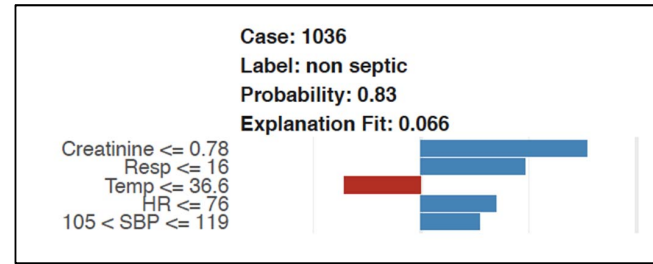 Case: 1036
Label: non septic
Probability: 0.83
Explanation Fit: 0.066
Creatinine <= 0.78
Resp <= 16
Temp <= 36.6
HR <= 76
105 < SBP <= 119